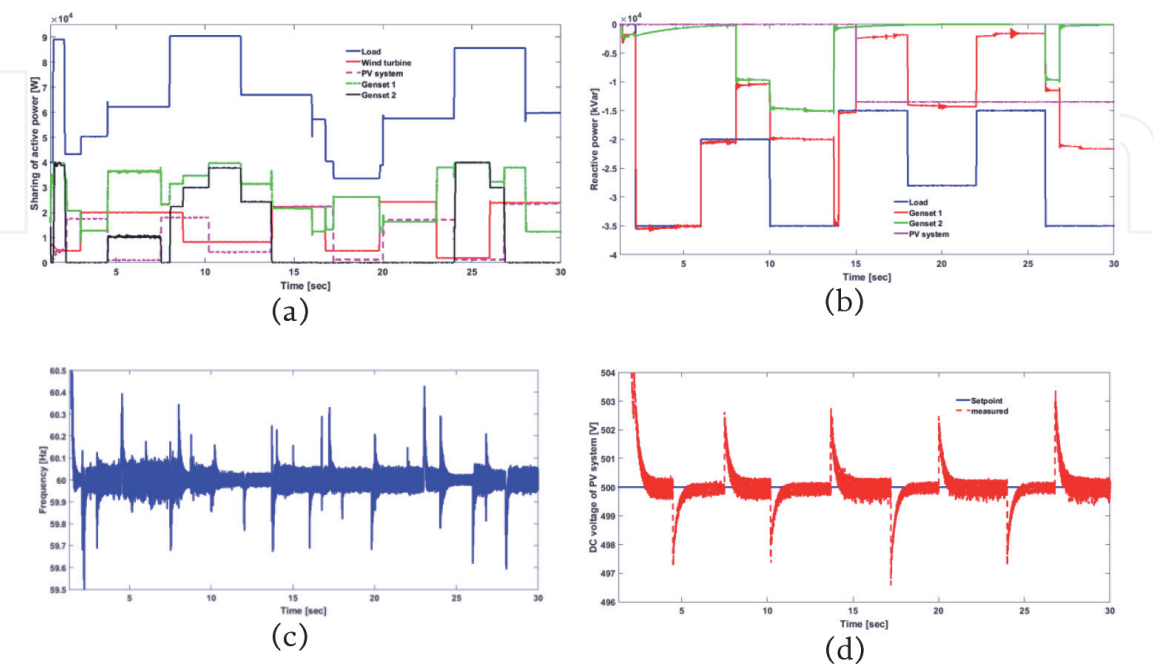 ×10⁴
9
8
7
6
5
4
3
2
1
0
Sharing of active power [W]
Load
Wind turbine
PV system
Genset 1
Genset 2
5 10 15 20 25 30
Time [sec]
(a)
×10⁴
0
-0.5
-1
-1.5
-2
-2.5
-3
-3.5
-4
Reactive power [kVar]
Load
Genset 1
Genset 2
PV system
5 10 15 20 25 30
Time [sec]
(b)
60.5
60.4
60.3
60.2
60.1
60
59.9
59.8
59.7
59.6
59.5
Frequency [Hz]
5 10 15 20 25 30
Time [sec]
(c)
504
503
502
501
500
499
498
497
496
DC voltage of PV system [V]
Setpoint
measured
5 10 15 20 25 30
Time [sec]
(d)